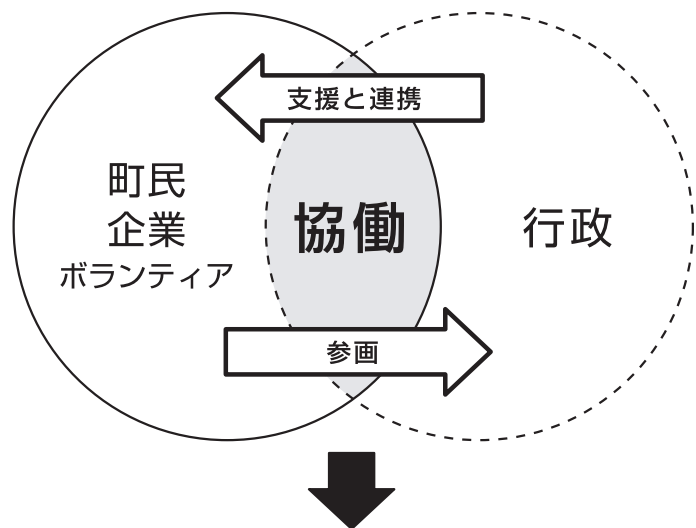 支援と連携
町民
企業
ボランティア
協働
行政
参画